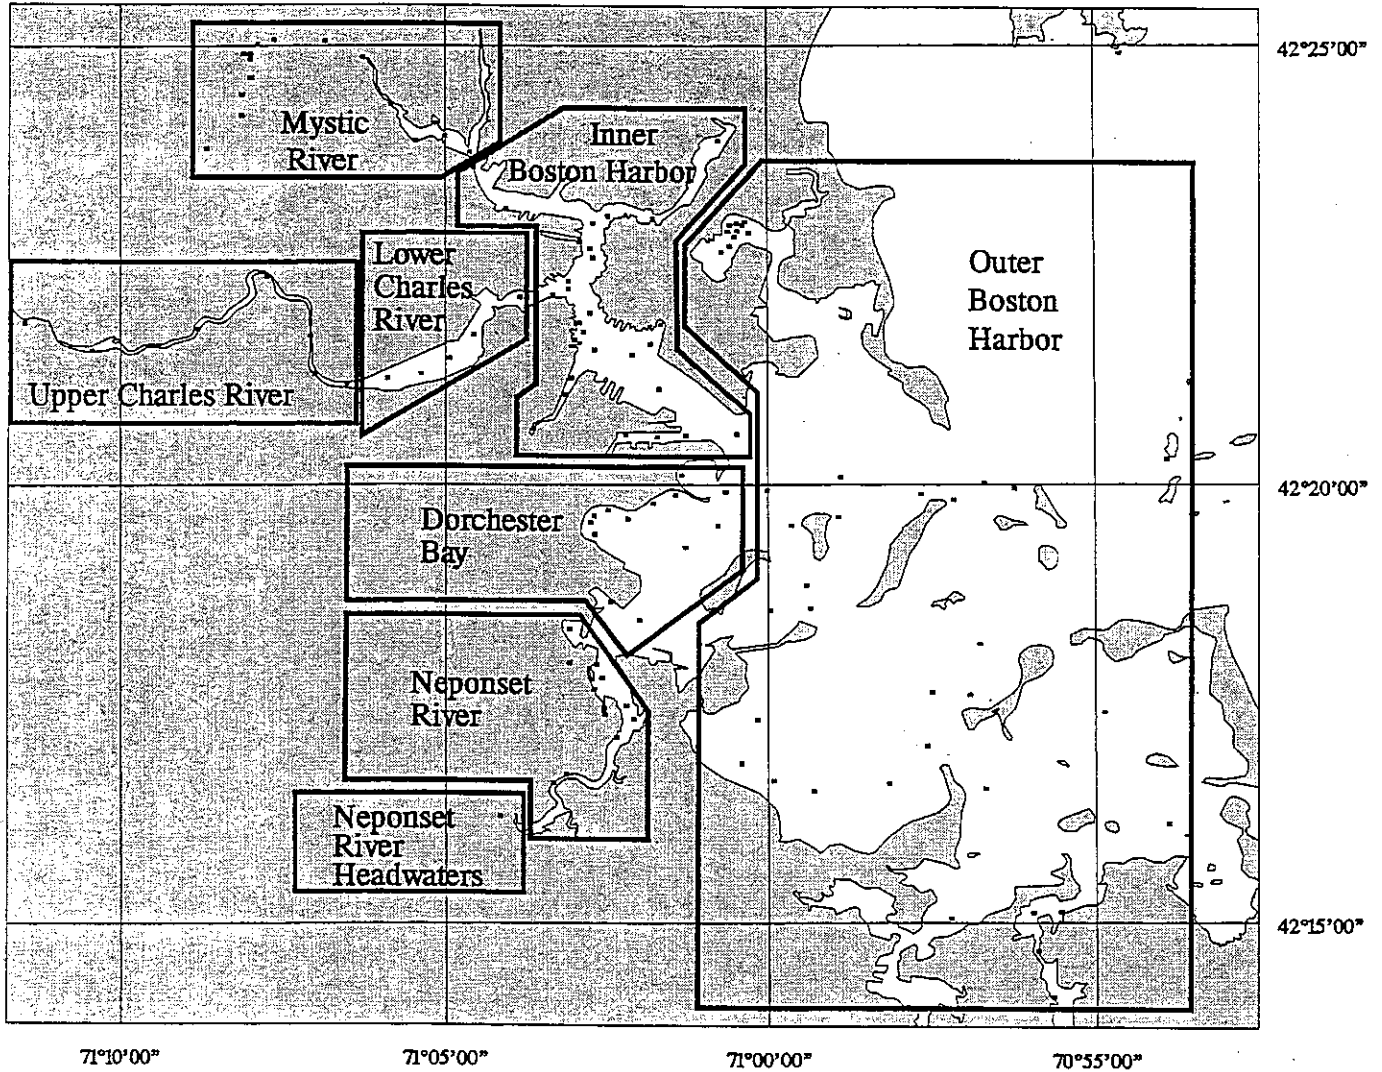 42°25'00"
Mystic
River
Inner
Boston Harbor
Lower
Charles
River
Outer
Boston
Harbor
Upper Charles River
42°20'00"
Dorchester
Bay
Neponset
River
Neponset
River
Headwaters
42°15'00"
71°10'00"
71°05'00"
71°00'00"
70°55'00"